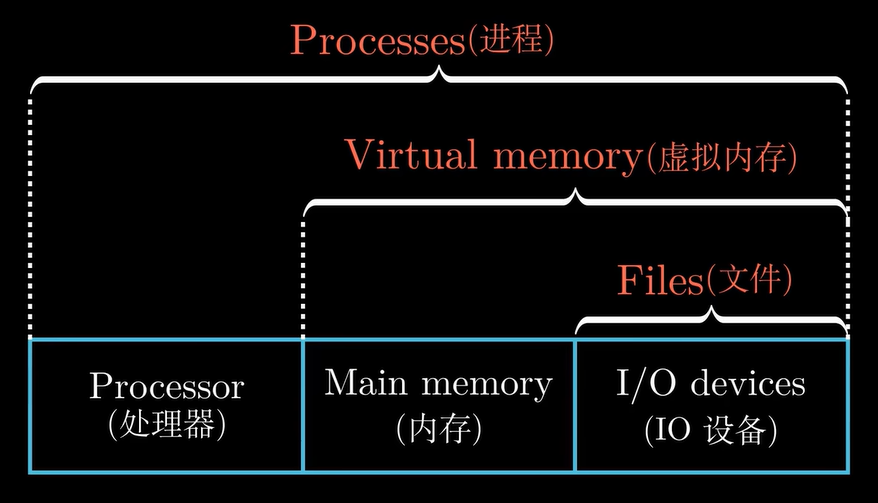 Processes(进程)
Virtual memory(虚拟内存)
Files(文件)
Processor
(处理器)
Main memory
(内存)
I/O devices
(IO 设备)